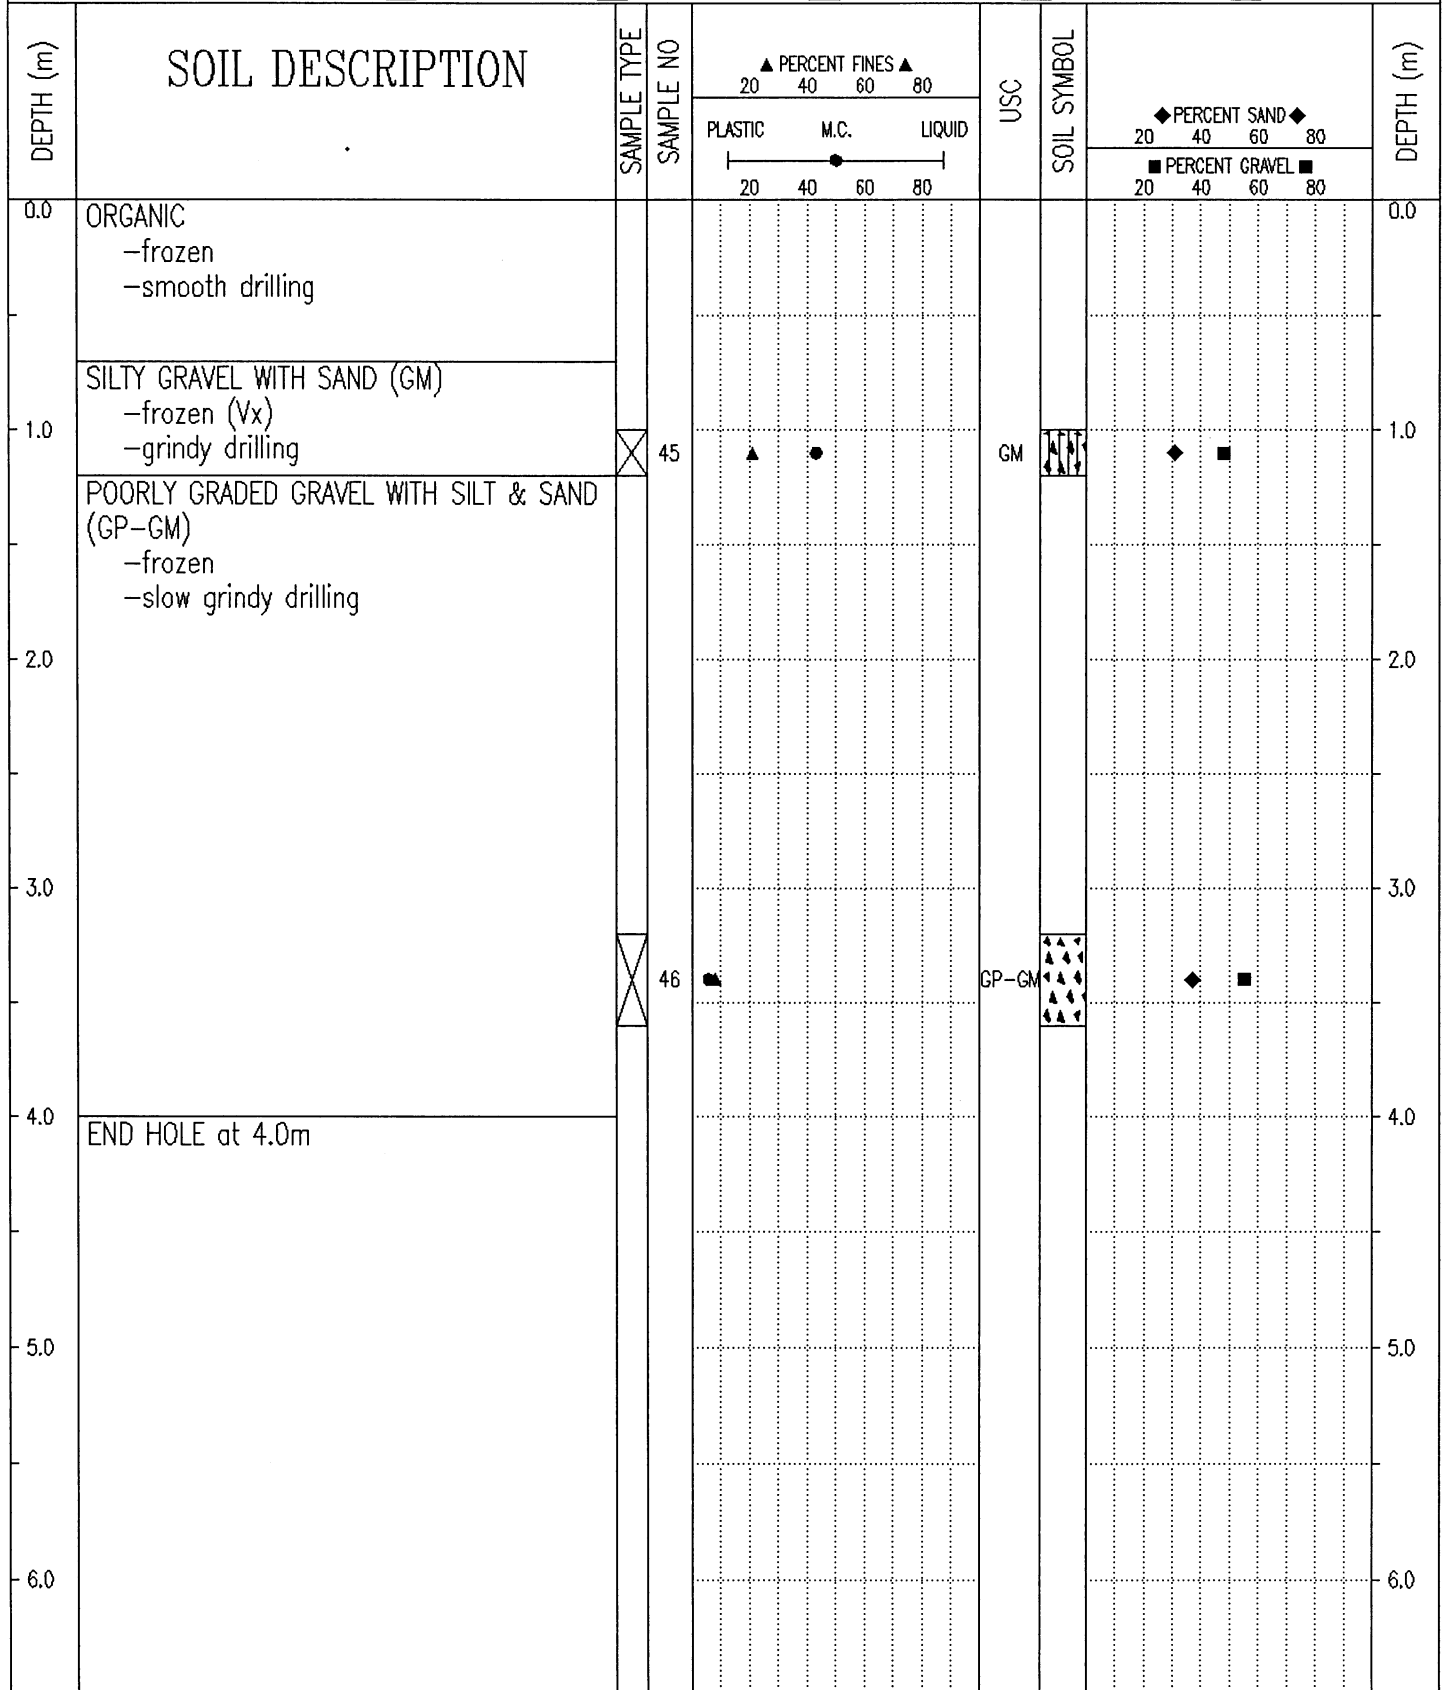 DEPTH (m)
SOIL DESCRIPTION
SAMPLE TYPE
SAMPLE NO
▲ PERCENT FINES ▲
20 40 60 80
PLASTIC M.C. LIQUID
20 40 60 80
USC
SOIL SYMBOL
◆PERCENT SAND◆
20 40 60 80
■ PERCENT GRAVEL ■
20 40 60 80
DEPTH (m)
0.0
ORGANIC
0.0
-frozen
-smooth drilling
SILTY GRAVEL WITH SAND (GM)
-frozen (Vx)
1.0
1.0
-grindy drilling
45
GM
POORLY GRADED GRAVEL WITH SILT & SAND
(GP-GM)
-frozen
-slow grindy drilling
2.0
2.0
3.0
3.0
46
GP-GM
4.0
4.0
END HOLE at 4.0m
5.0
5.0
6.0
6.0